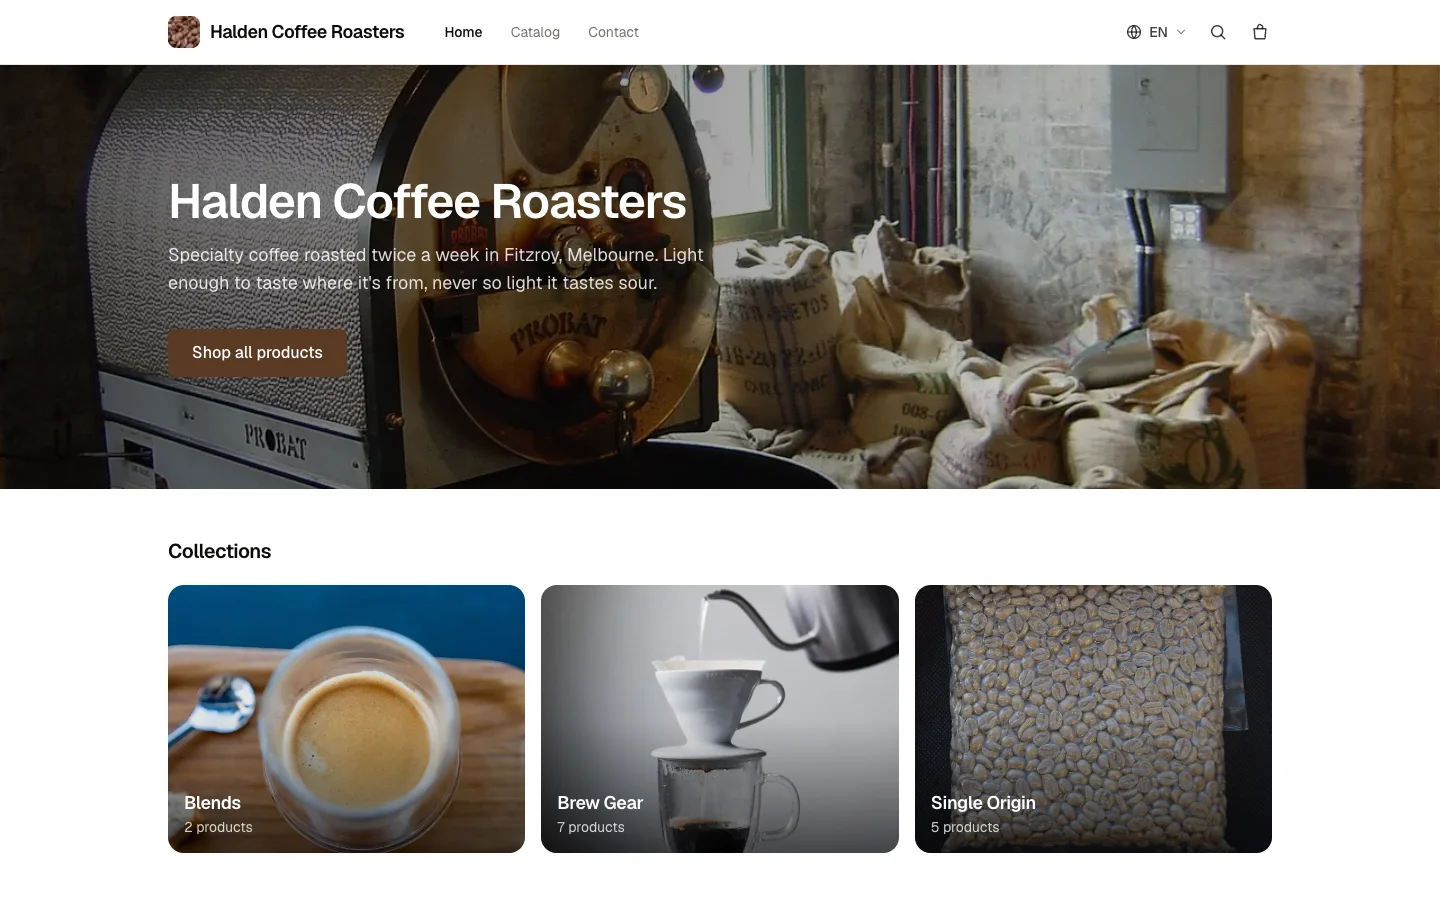 Halden Coffee Roasters
Home
Catalog
Contact
EN
Halden Coffee Roasters
Specialty coffee roasted twice a week in Fitzroy, Melbourne. Light
enough to taste where it's from, never so light it tastes sour.
Shop all products
PROBAT
PROBAT
ORGANIC
Collections
Blends
2 products
Brew Gear
7 products
Single Origin
5 products